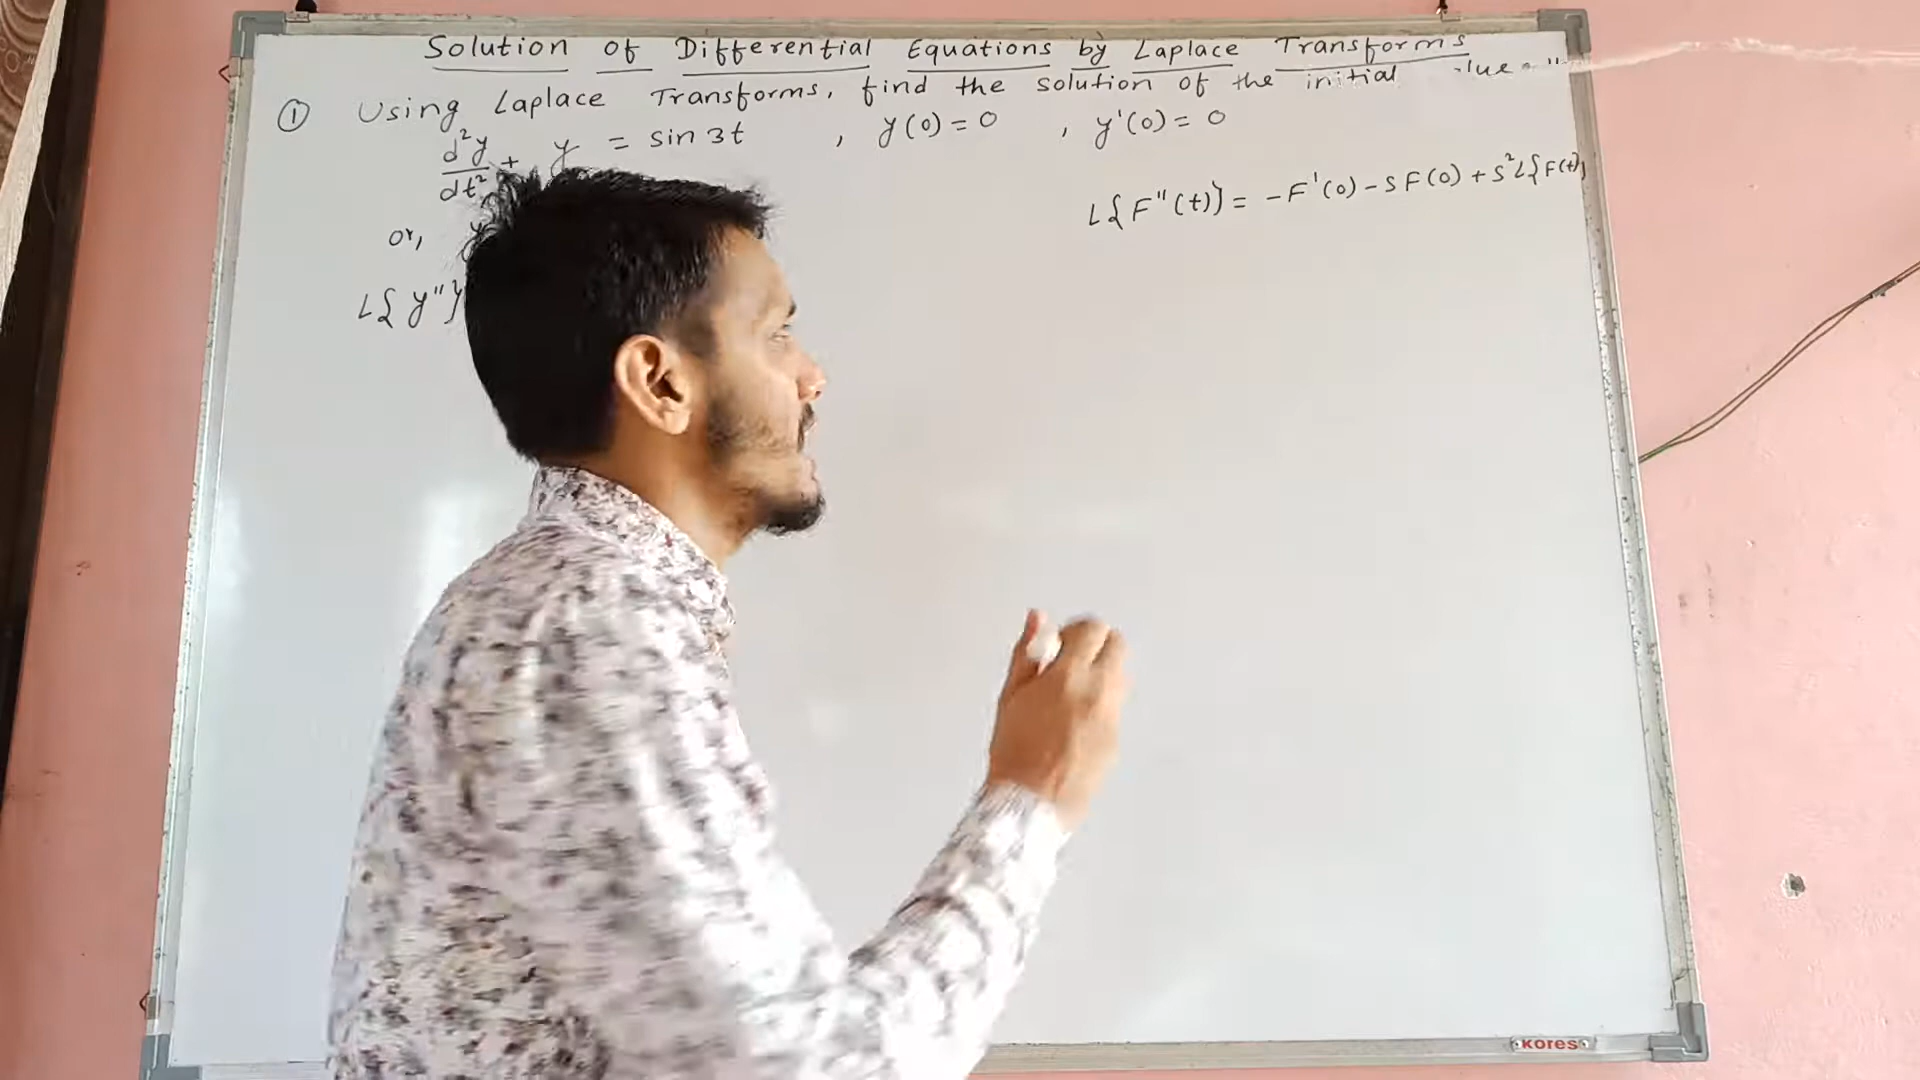 Solution of Differential Equations by Laplace Transforms
① Using Laplace Transforms, find the solution of the initial
d²y/dt² + y = sin 3t , y(0) = 0 , y'(0) = 0
L{F''(t)} = -F'(0) - SF(0) + S²L{F(t)
or, y
L{y''}
kores